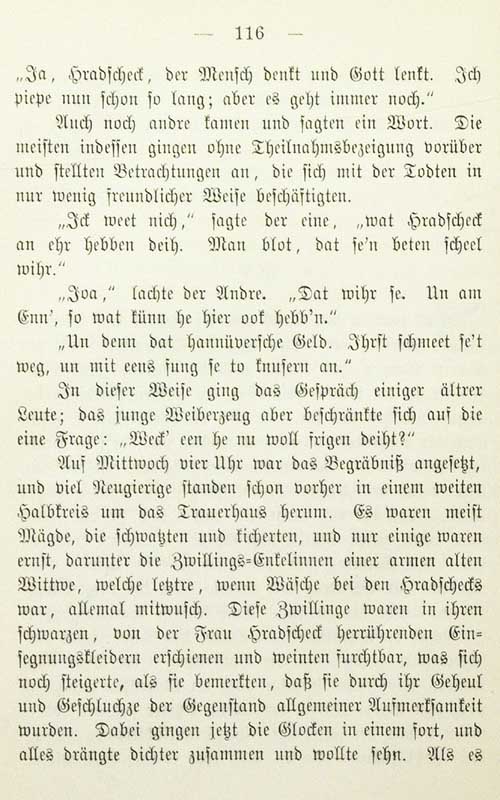 — 116 —
„Ja, Hradscheck, der Mensch denkt und Gott lenkt. Ich
piepe nun schon so lang; aber es geht immer noch.“
Auch noch andre kamen und sagten ein Wort. Die
meisten indessen gingen ohne Theilnahmsbezeigung vorüber
und stellten Betrachtungen an, die sich mit der Todten in
nur wenig freundlicher Weise beschäftigten.
„Ick weet nich,“ sagte der eine, „wat Hradscheck
an ehr hebben deih. Man blot, dat se'n beten scheel
wihr.“
„Joa,“ lachte der Andre. „Dat wihr se. Un am
Enn', so wat künn he hier ook hebb'n.“
„Un denn dat hannüversche Geld. Ihrst schmeet se't
weg, un mit eens fung se to knusern an.“
In dieser Weise ging das Gespräch einiger ältrer
Leute; das junge Weiberzeug aber beschränkte sich auf die
eine Frage: „Weck' een he nu woll frigen deiht?“
Auf Mittwoch vier Uhr war das Begräbniß angesetzt,
und viel Neugierige standen schon vorher in einem weiten
Halbkreis um das Trauerhaus herum. Es waren meist
Mägde, die schwatzten und kicherten, und nur einige waren
ernst, darunter die Zwillings-Enkelinnen einer armen alten
Wittwe, welche letztre, wenn Wäsche bei den Hradschecks
war, allemal mitwusch. Diese Zwillinge waren in ihren
schwarzen, von der Frau Hradscheck herrührenden Ein-
segnungskleidern erschienen und weinten furchtbar, was sich
noch steigerte, als sie bemerkten, daß sie durch ihr Geheul
und Geschluchze der Gegenstand allgemeiner Aufmerksamkeit
wurden. Dabei gingen jetzt die Glocken in einem fort, und
alles drängte dichter zusammen und wollte sehn. Als es